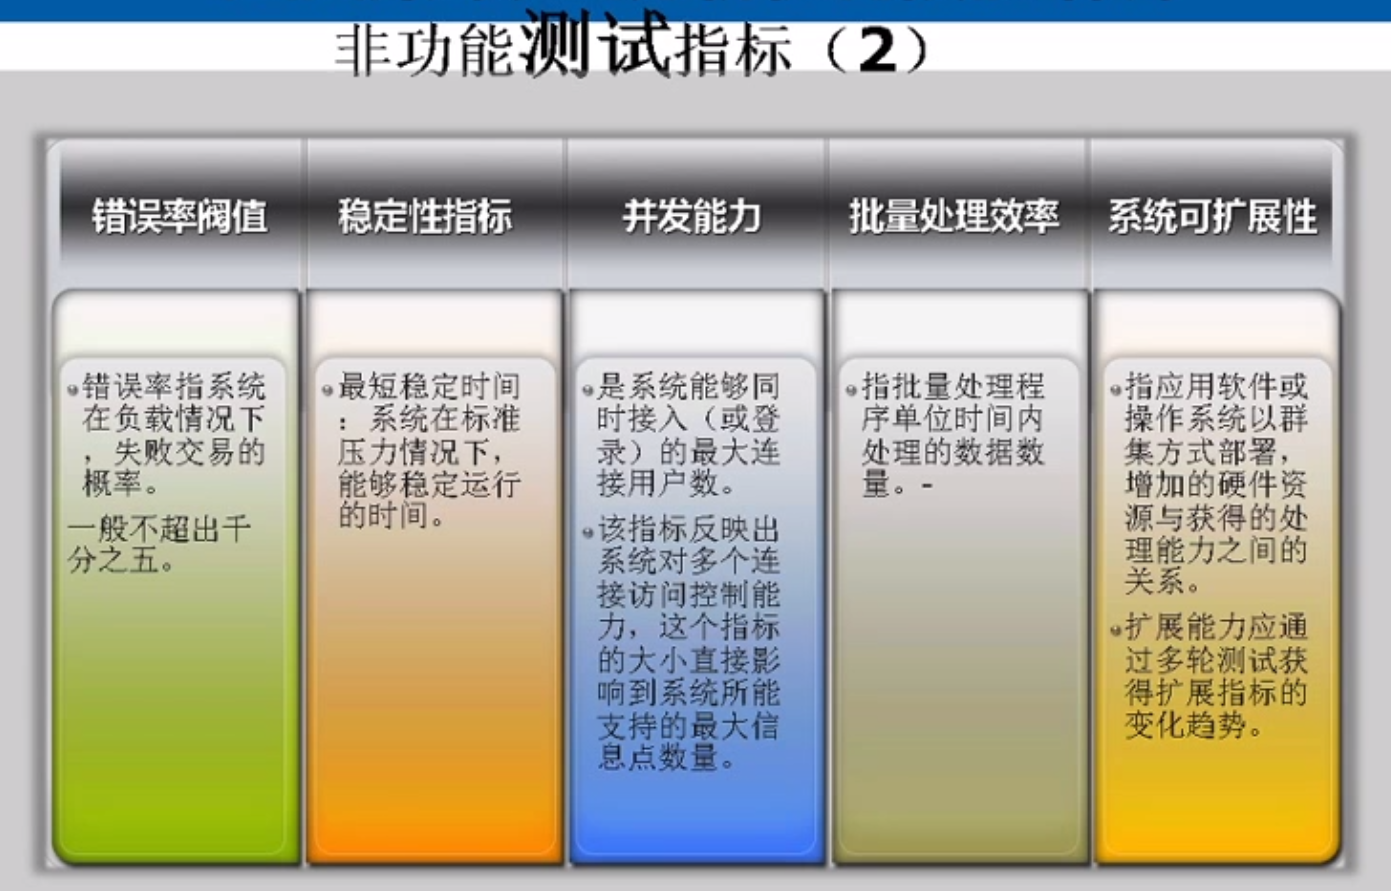 非功能测试指标（2）
错误率阀值
稳定性指标
并发能力
批量处理效率
系统可扩展性
错误率指系统
在负载情况下
，失败交易的
概率。
一般不超出千
分之五。
最短稳定时间
：系统在标准
压力情况下，
能够稳定运行
的时间。
是系统能够同
时接入（或登
录）的最大连
接用户数。
该指标反映出
系统对多个连
接访问控制能
力，这个指标
的大小直接影
响到系统所能
支持的最大信
息点数量。
指批量处理程
序单位时间内
处理的数据数
量。-
指应用软件或
操作系统以群
集方式部署，
增加的硬件资
源与获得的处
理能力之间的
关系。
扩展能力应通
过多轮测试获
得扩展指标的
变化趋势。